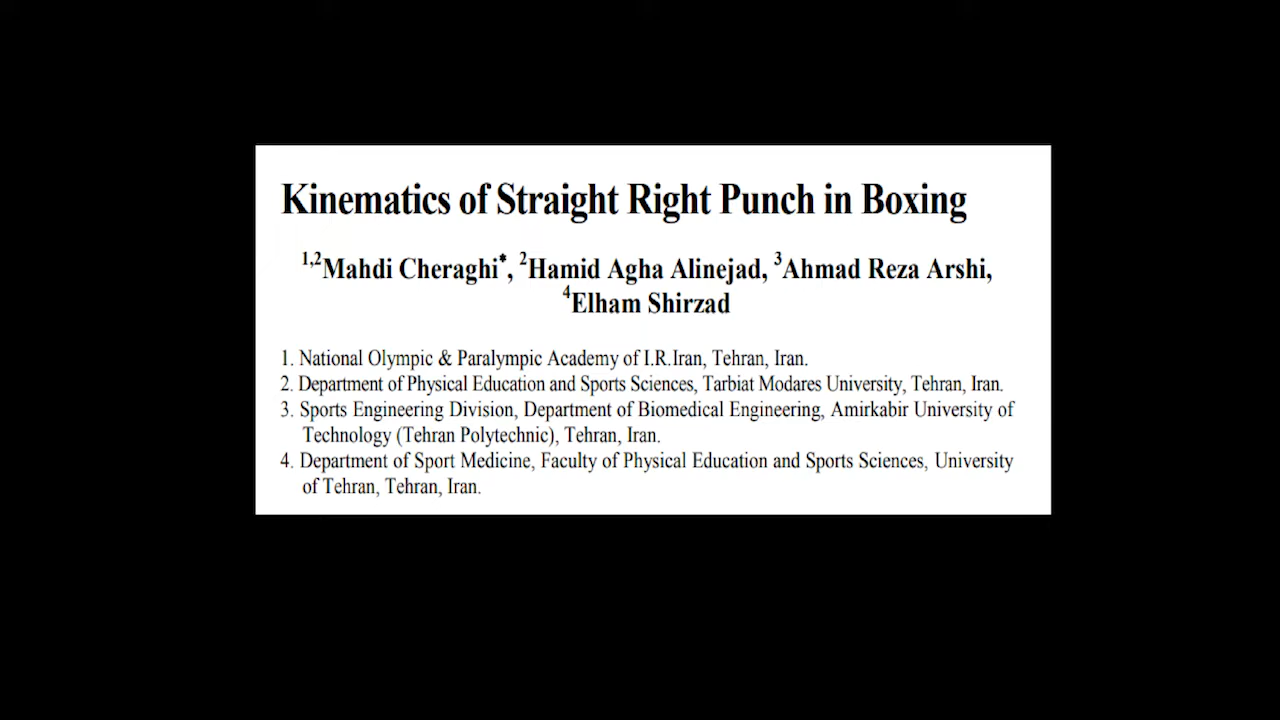 Kinematics of Straight Right Punch in Boxing
1,2Mahdi Cheraghi*, 2Hamid Agha Alinejad, 3Ahmad Reza Arshi,
4Elham Shirzad
1. National Olympic & Paralympic Academy of I.R.Iran, Tehran, Iran.
2. Department of Physical Education and Sports Sciences, Tarbiat Modares University, Tehran, Iran.
3. Sports Engineering Division, Department of Biomedical Engineering, Amirkabir University of
Technology (Tehran Polytechnic), Tehran, Iran.
4. Department of Sport Medicine, Faculty of Physical Education and Sports Sciences, University
of Tehran, Tehran, Iran.